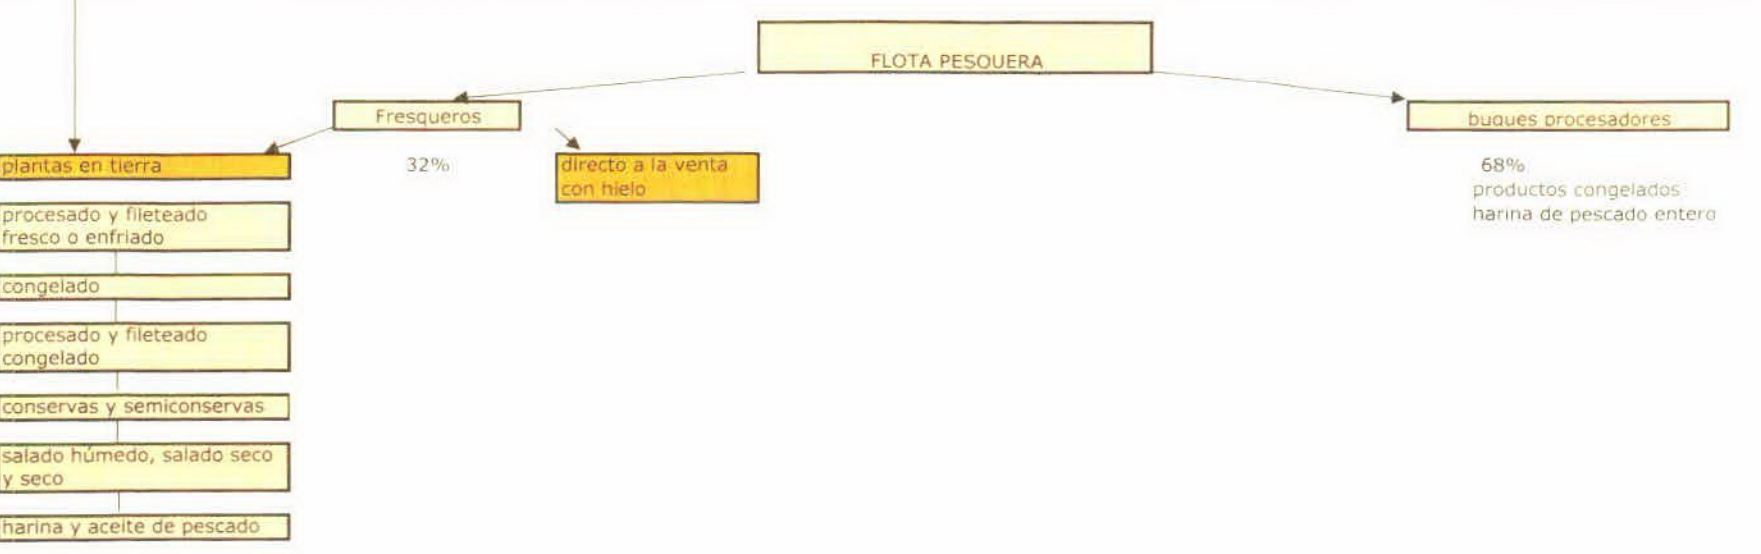 FLOTA PESQUERA
Fresqueros
buques procesadores
plantas en tierra
32%
directo a la venta
con hielo
68%
productos congelados
harina de pescado entero
procesado y fileteado
fresco o enfriado
congelado
procesado y fileteado
congelado
conservas y semiconservas
salado húmedo, salado seco
y seco
harina y aceite de pescado